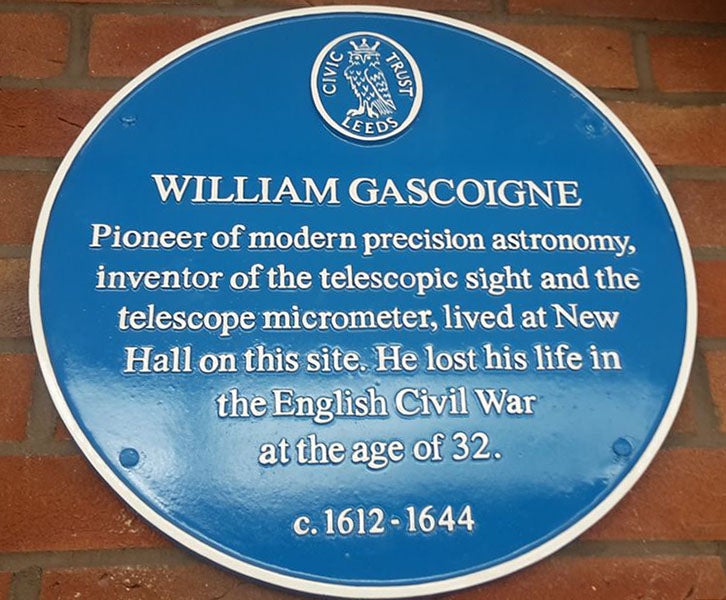 CIVIC TRUST
LEEDS
WILLIAM GASCOIGNE
Pioneer of modern precision astronomy,
inventor of the telescopic sight and the
telescope micrometer, lived at New
Hall on this site. He lost his life in
the English Civil War
at the age of 32.
c. 1612 - 1644